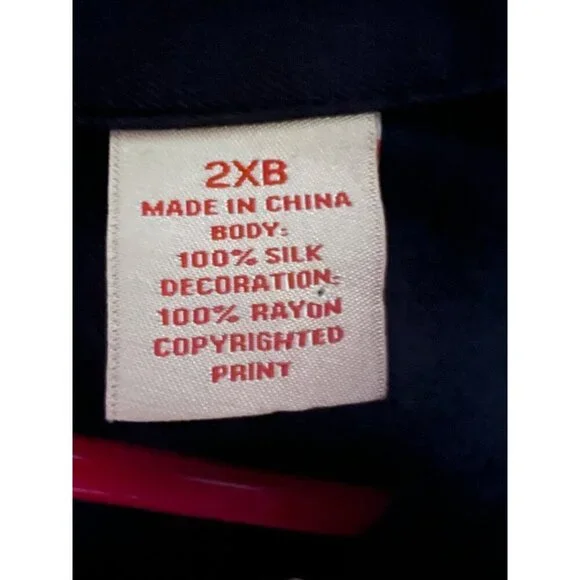 2XB
MADE IN CHINA
BODY:
100% SILK
DECORATION:
100% RAYON
COPYRIGHTED
PRINT